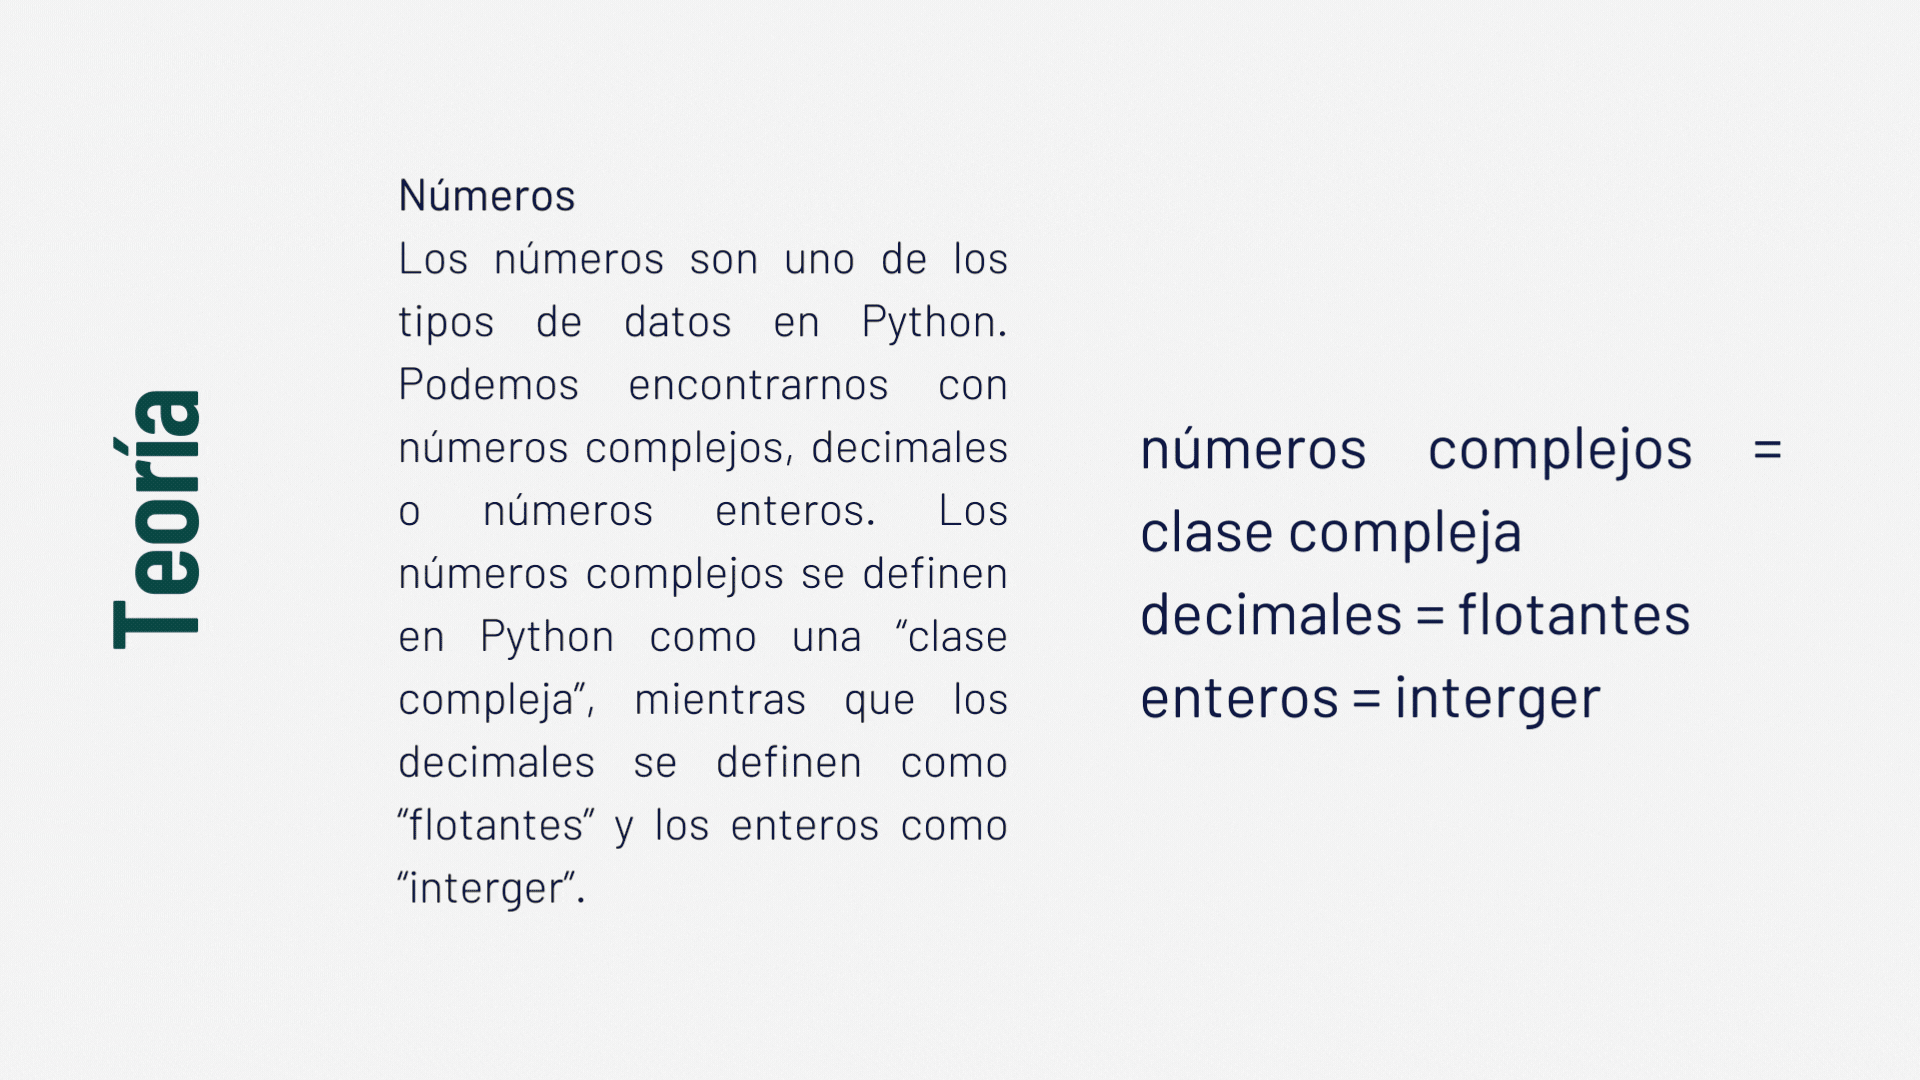 Teoría
Números
Los números son uno de los
tipos de datos en Python.
Podemos encontrarnos con
números complejos, decimales
o números enteros. Los
números complejos se definen
en Python como una “clase
compleja”, mientras que los
decimales se definen como
“flotantes” y los enteros como
“interger”.
números complejos =
clase compleja
decimales = flotantes
enteros = interger